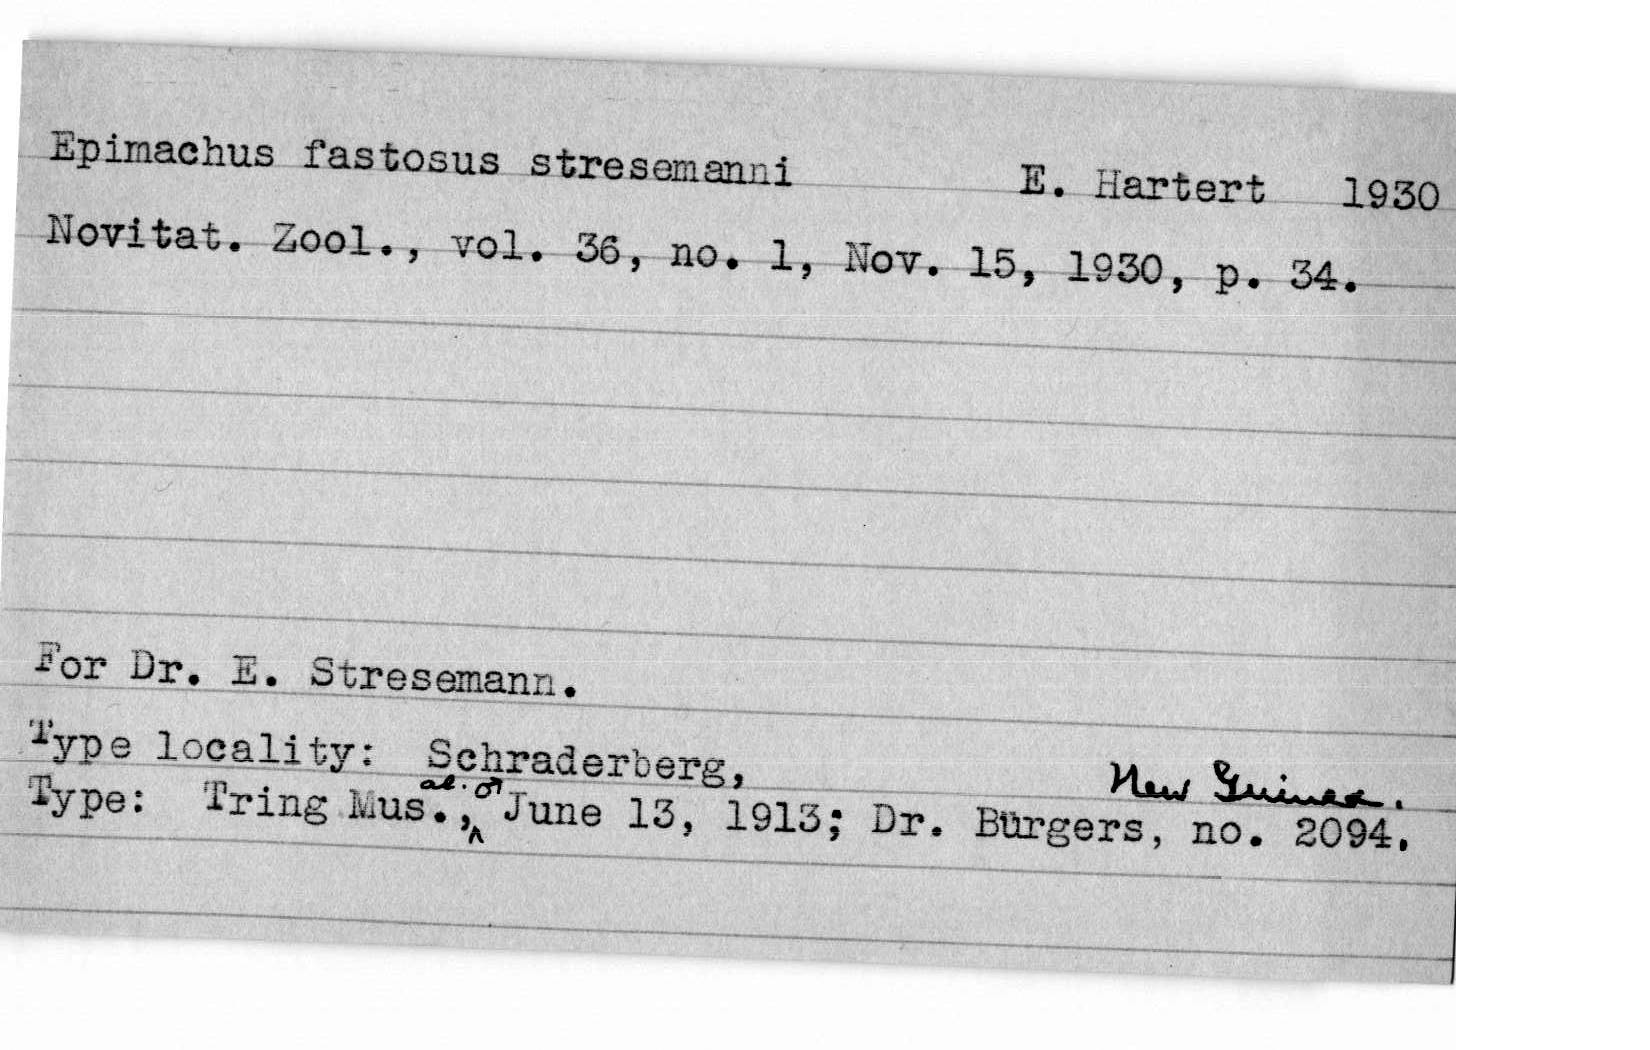 Epimachus fastosus stresemanni E. Hartert 1930
Novitat. Zool., vol. 36, no. 1, Nov. 15, 1930, p. 34.
For Dr. E. Stresemann.
Type locality: Schraderberg, New Guinea.
Type: Tring Mus., ad. ♂ June 13, 1913; Dr. Bürgers, no. 2094.